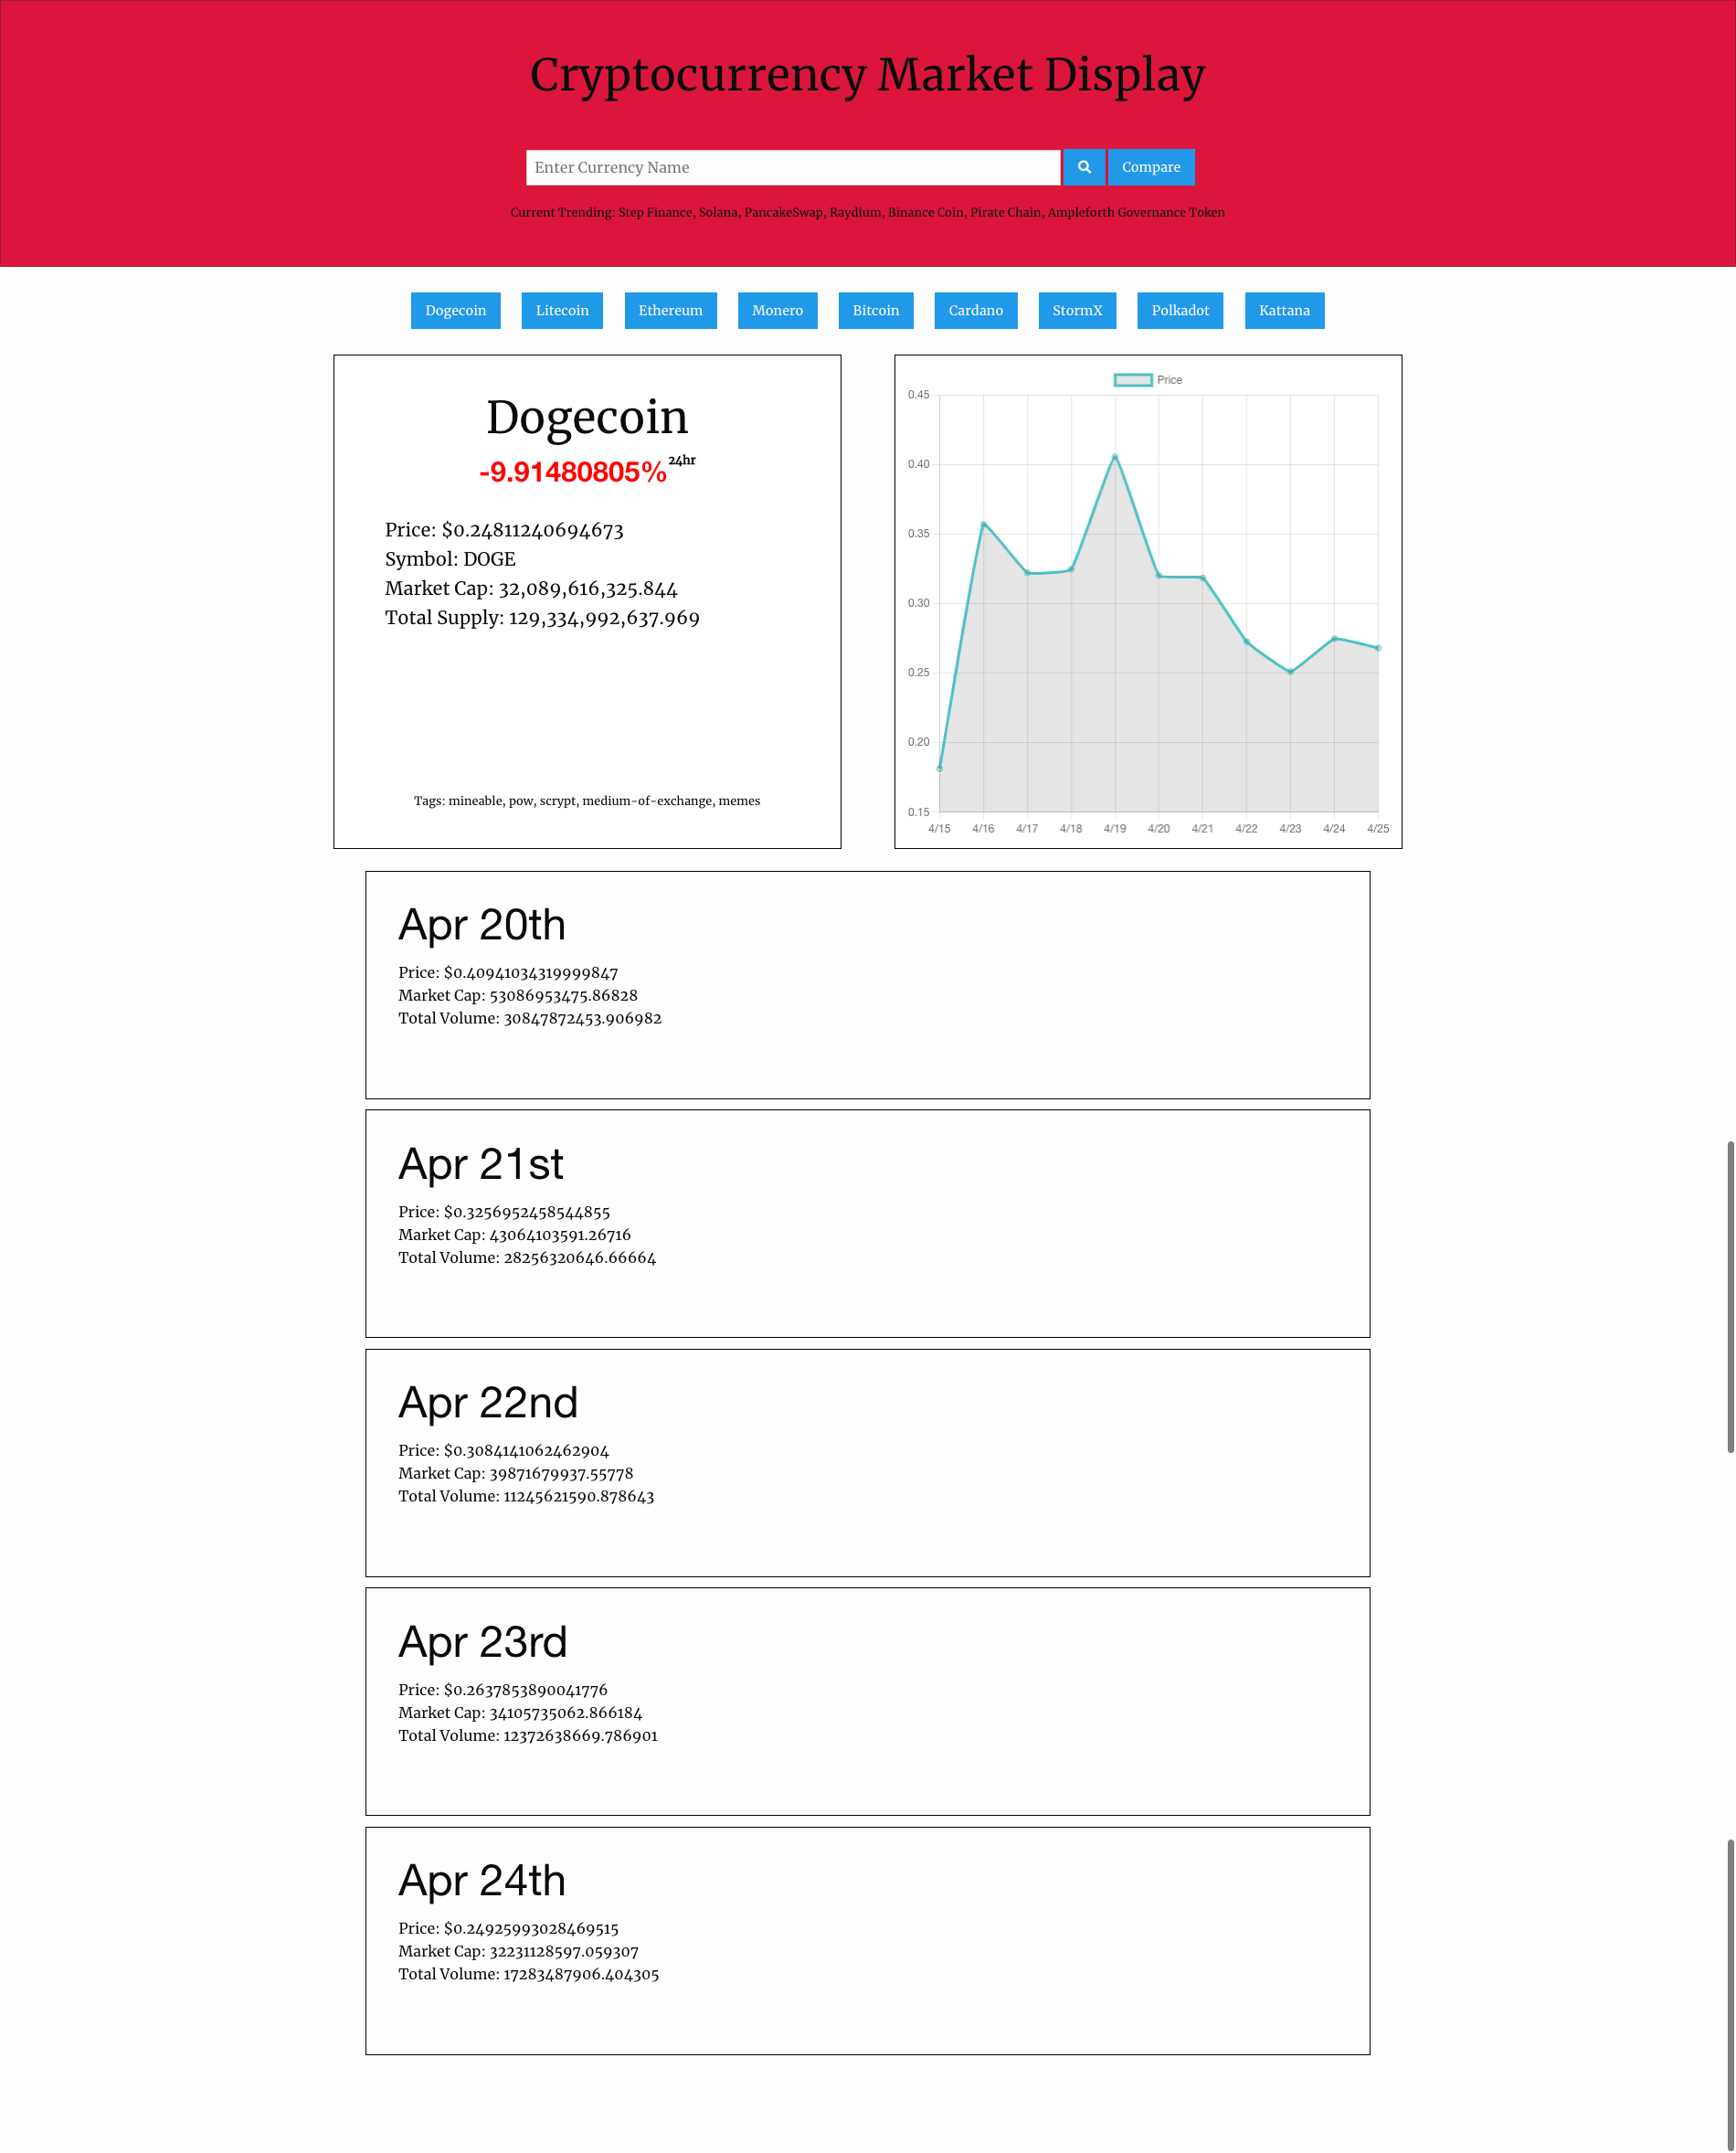 Cryptocurrency Market Display
Enter Currency Name
Compare
Current Trending: Step Finance, Solana, PancakeSwap, Raydium, Binance Coin, Pirate Chain, Ampleforth Governance Token
Dogecoin Litecoin Ethereum Monero Bitcoin Cardano StormX Polkadot Kattana
Dogecoin
-9.91480805% 24hr
Price: $0.24811240694673
Symbol: DOGE
Market Cap: 32,089,616,325.844
Total Supply: 129,334,992,637.969
Tags: mineable, pow, scrypt, medium-of-exchange, memes
Price
0.45
0.40
0.35
0.30
0.25
0.20
0.15
4/15 4/16 4/17 4/18 4/19 4/20 4/21 4/22 4/23 4/24 4/25
Apr 20th
Price: $0.40941034319999847
Market Cap: 53086953475.86828
Total Volume: 30847872453.906982
Apr 21st
Price: $0.3256952458544855
Market Cap: 43064103591.26716
Total Volume: 28256320646.66664
Apr 22nd
Price: $0.3084141062462904
Market Cap: 39871679937.55778
Total Volume: 11245621590.878643
Apr 23rd
Price: $0.2637853890041776
Market Cap: 34105735062.866184
Total Volume: 12372638669.786901
Apr 24th
Price: $0.24925993028469515
Market Cap: 32231128597.059307
Total Volume: 17283487906.404305